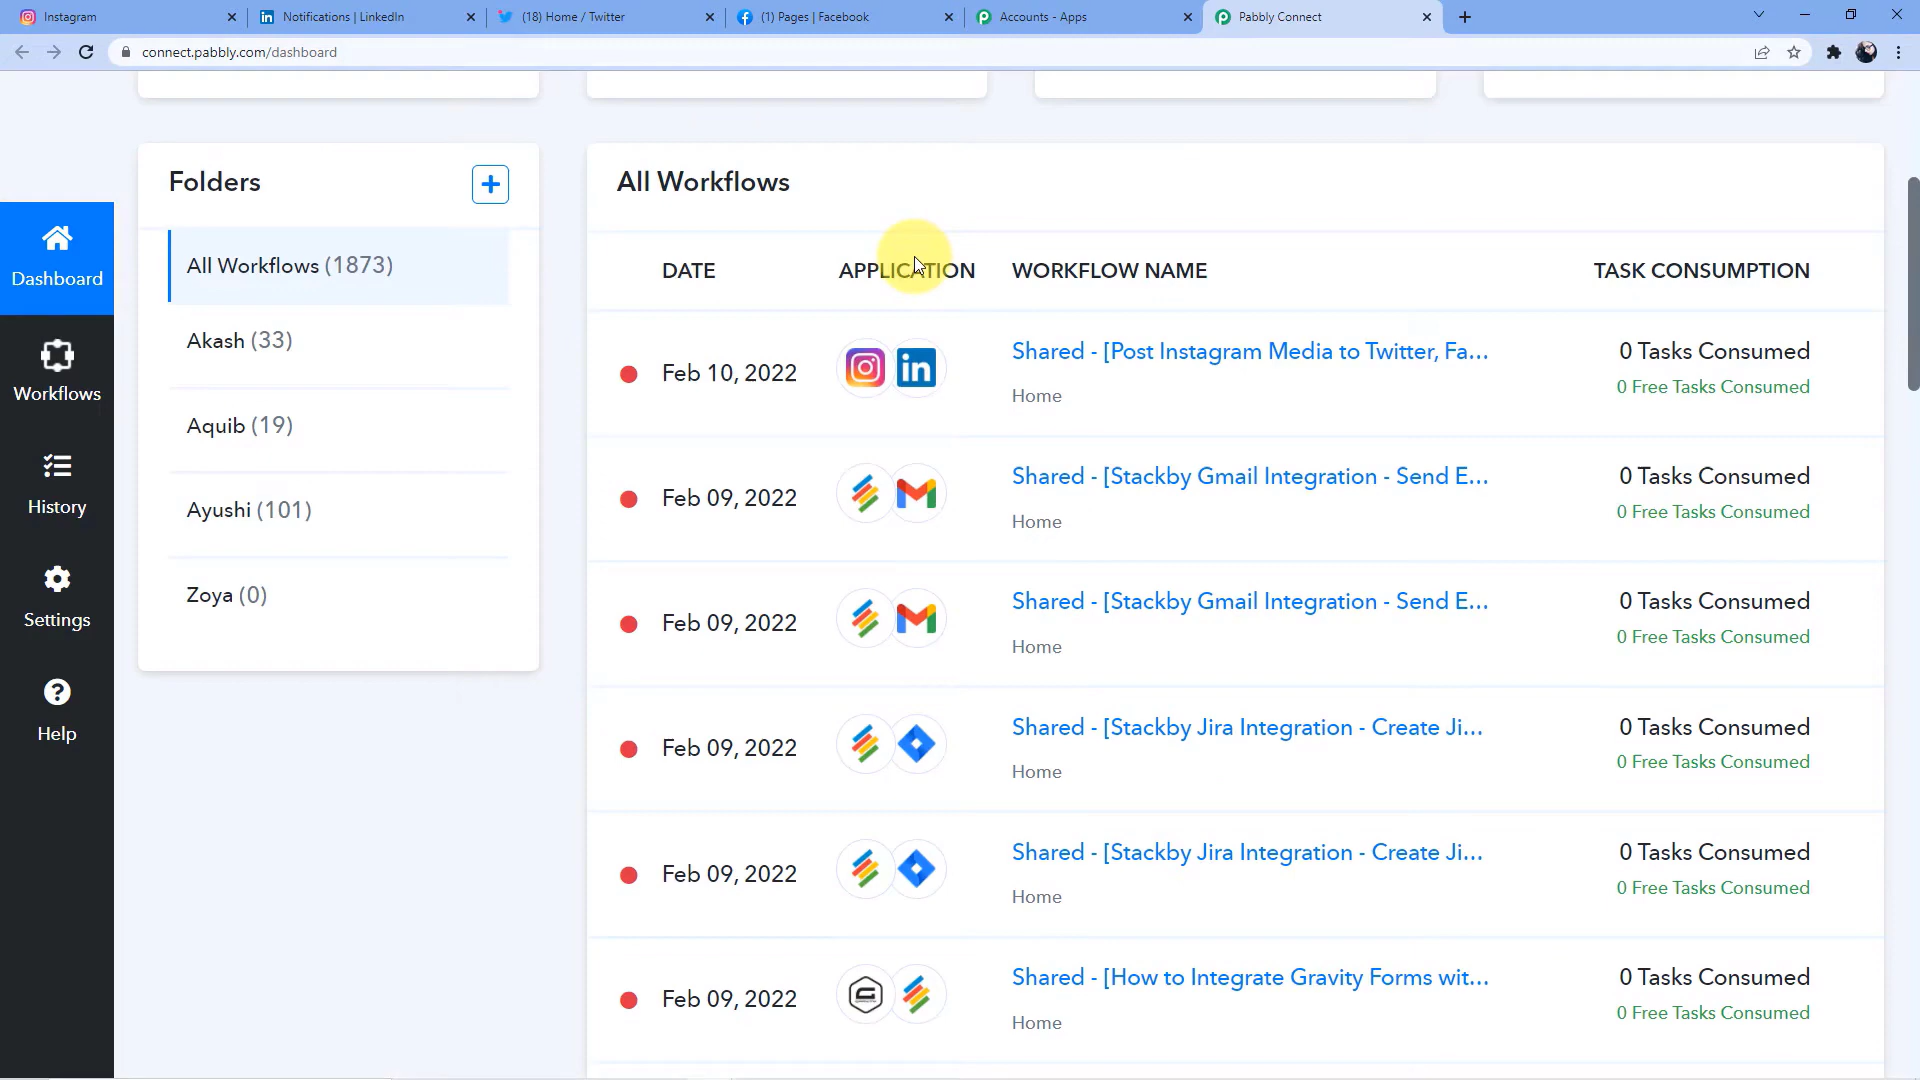 Instagram
Notifications | LinkedIn
(18) Home / Twitter
(1) Pages | Facebook
Accounts - Apps
Pabbly Connect
connect.pabbly.com/dashboard
Dashboard
Workflows
History
Settings
Help
Folders
All Workflows (1873)
Akash (33)
Aquib (19)
Ayushi (101)
Zoya (0)
All Workflows
DATE APPLICATION WORKFLOW NAME TASK CONSUMPTION
Feb 10, 2022 Shared - [Post Instagram Media to Twitter, Fa... 0 Tasks Consumed
Home 0 Free Tasks Consumed
Feb 09, 2022 Shared - [Stackby Gmail Integration - Send E... 0 Tasks Consumed
Home 0 Free Tasks Consumed
Feb 09, 2022 Shared - [Stackby Gmail Integration - Send E... 0 Tasks Consumed
Home 0 Free Tasks Consumed
Feb 09, 2022 Shared - [Stackby Jira Integration - Create Ji... 0 Tasks Consumed
Home 0 Free Tasks Consumed
Feb 09, 2022 Shared - [Stackby Jira Integration - Create Ji... 0 Tasks Consumed
Home 0 Free Tasks Consumed
Feb 09, 2022 Shared - [How to Integrate Gravity Forms wit... 0 Tasks Consumed
Home 0 Free Tasks Consumed